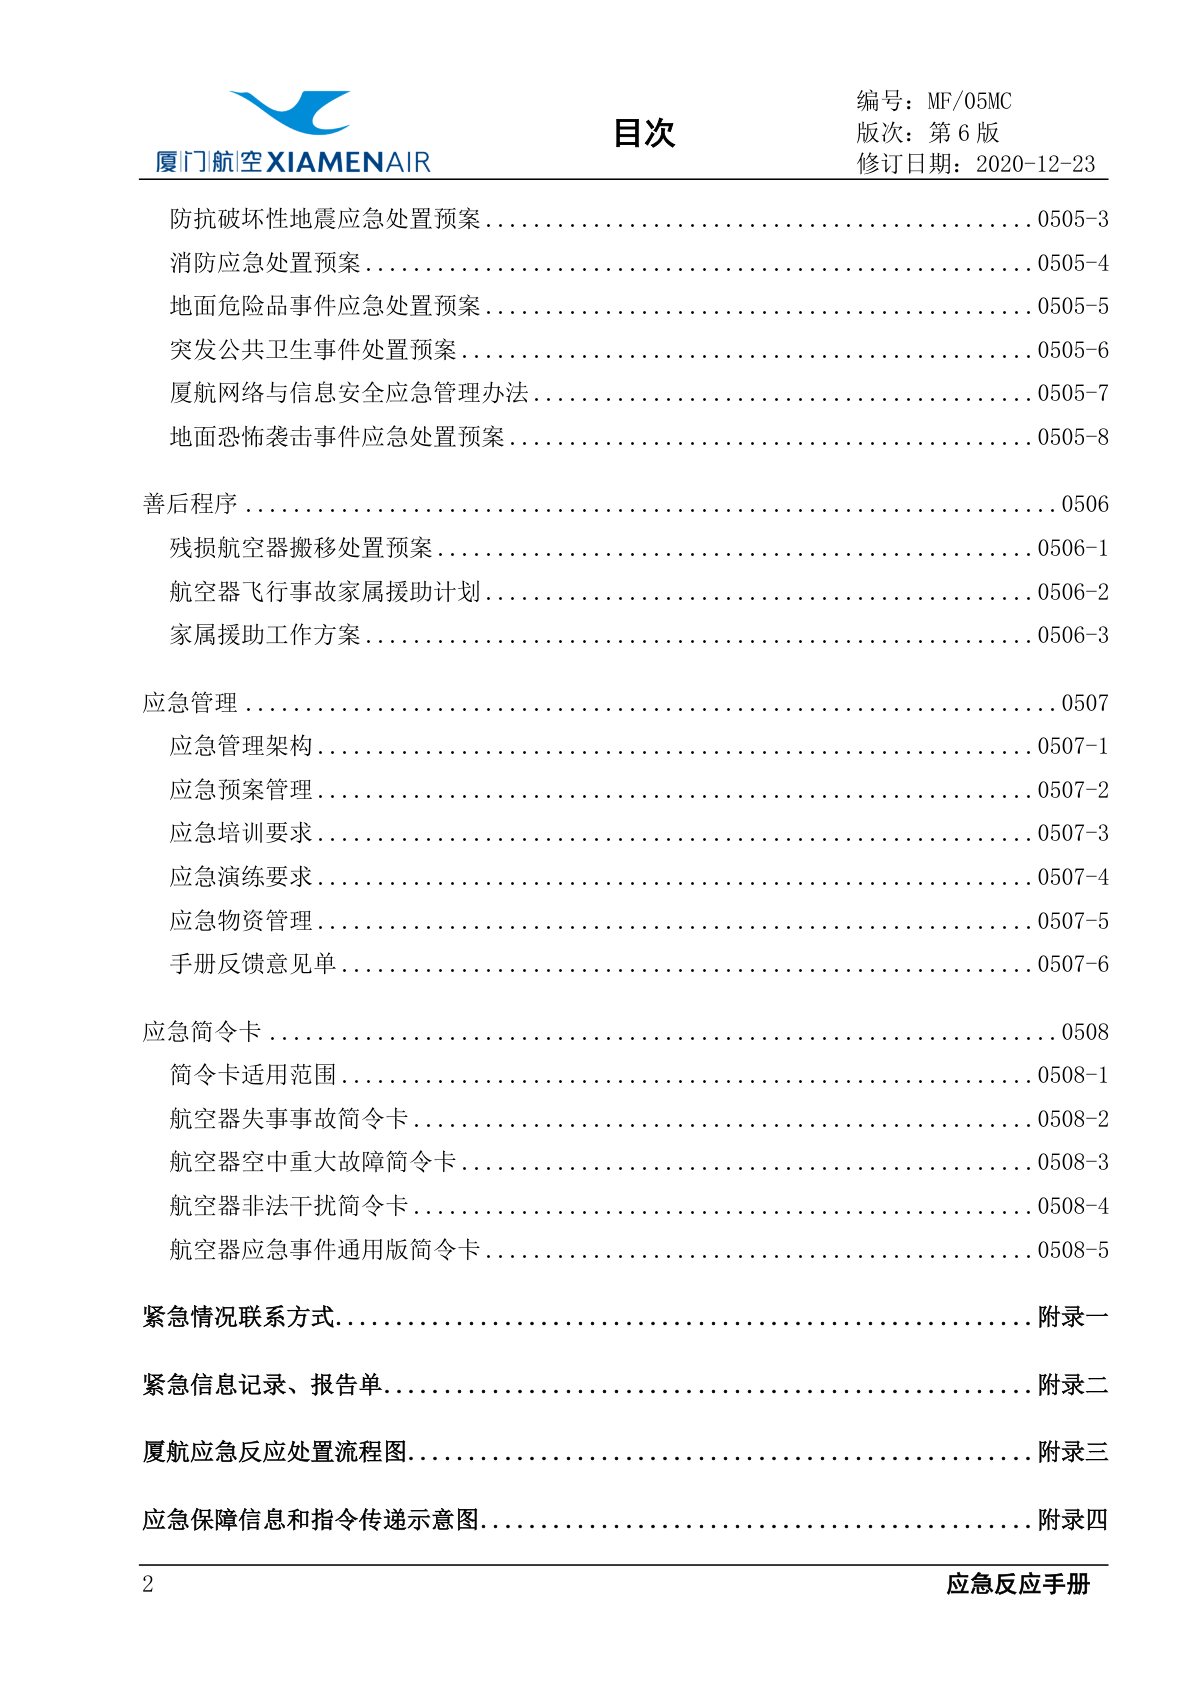 厦门航空 XIAMENAIR
目次
编号：MF/05MC
版次：第 6 版
修订日期：2020-12-23
防抗破坏性地震应急处置预案..............................................0505-3
消防应急处置预案........................................................0505-4
地面危险品事件应急处置预案..............................................0505-5
突发公共卫生事件处置预案................................................0505-6
厦航网络与信息安全应急管理办法..........................................0505-7
地面恐怖袭击事件应急处置预案............................................0505-8
善后程序....................................................................0506
残损航空器搬移处置预案..................................................0506-1
航空器飞行事故家属援助计划..............................................0506-2
家属援助工作方案........................................................0506-3
应急管理....................................................................0507
应急管理架构............................................................0507-1
应急预案管理............................................................0507-2
应急培训要求............................................................0507-3
应急演练要求............................................................0507-4
应急物资管理............................................................0507-5
手册反馈意见单..........................................................0507-6
应急简令卡..................................................................0508
简令卡适用范围..........................................................0508-1
航空器失事事故简令卡....................................................0508-2
航空器空中重大故障简令卡................................................0508-3
航空器非法干扰简令卡....................................................0508-4
航空器应急事件通用版简令卡..............................................0508-5
紧急情况联系方式..........................................................附录一
紧急信息记录、报告单......................................................附录二
厦航应急反应处置流程图....................................................附录三
应急保障信息和指令传递示意图..............................................附录四
2
应急反应手册